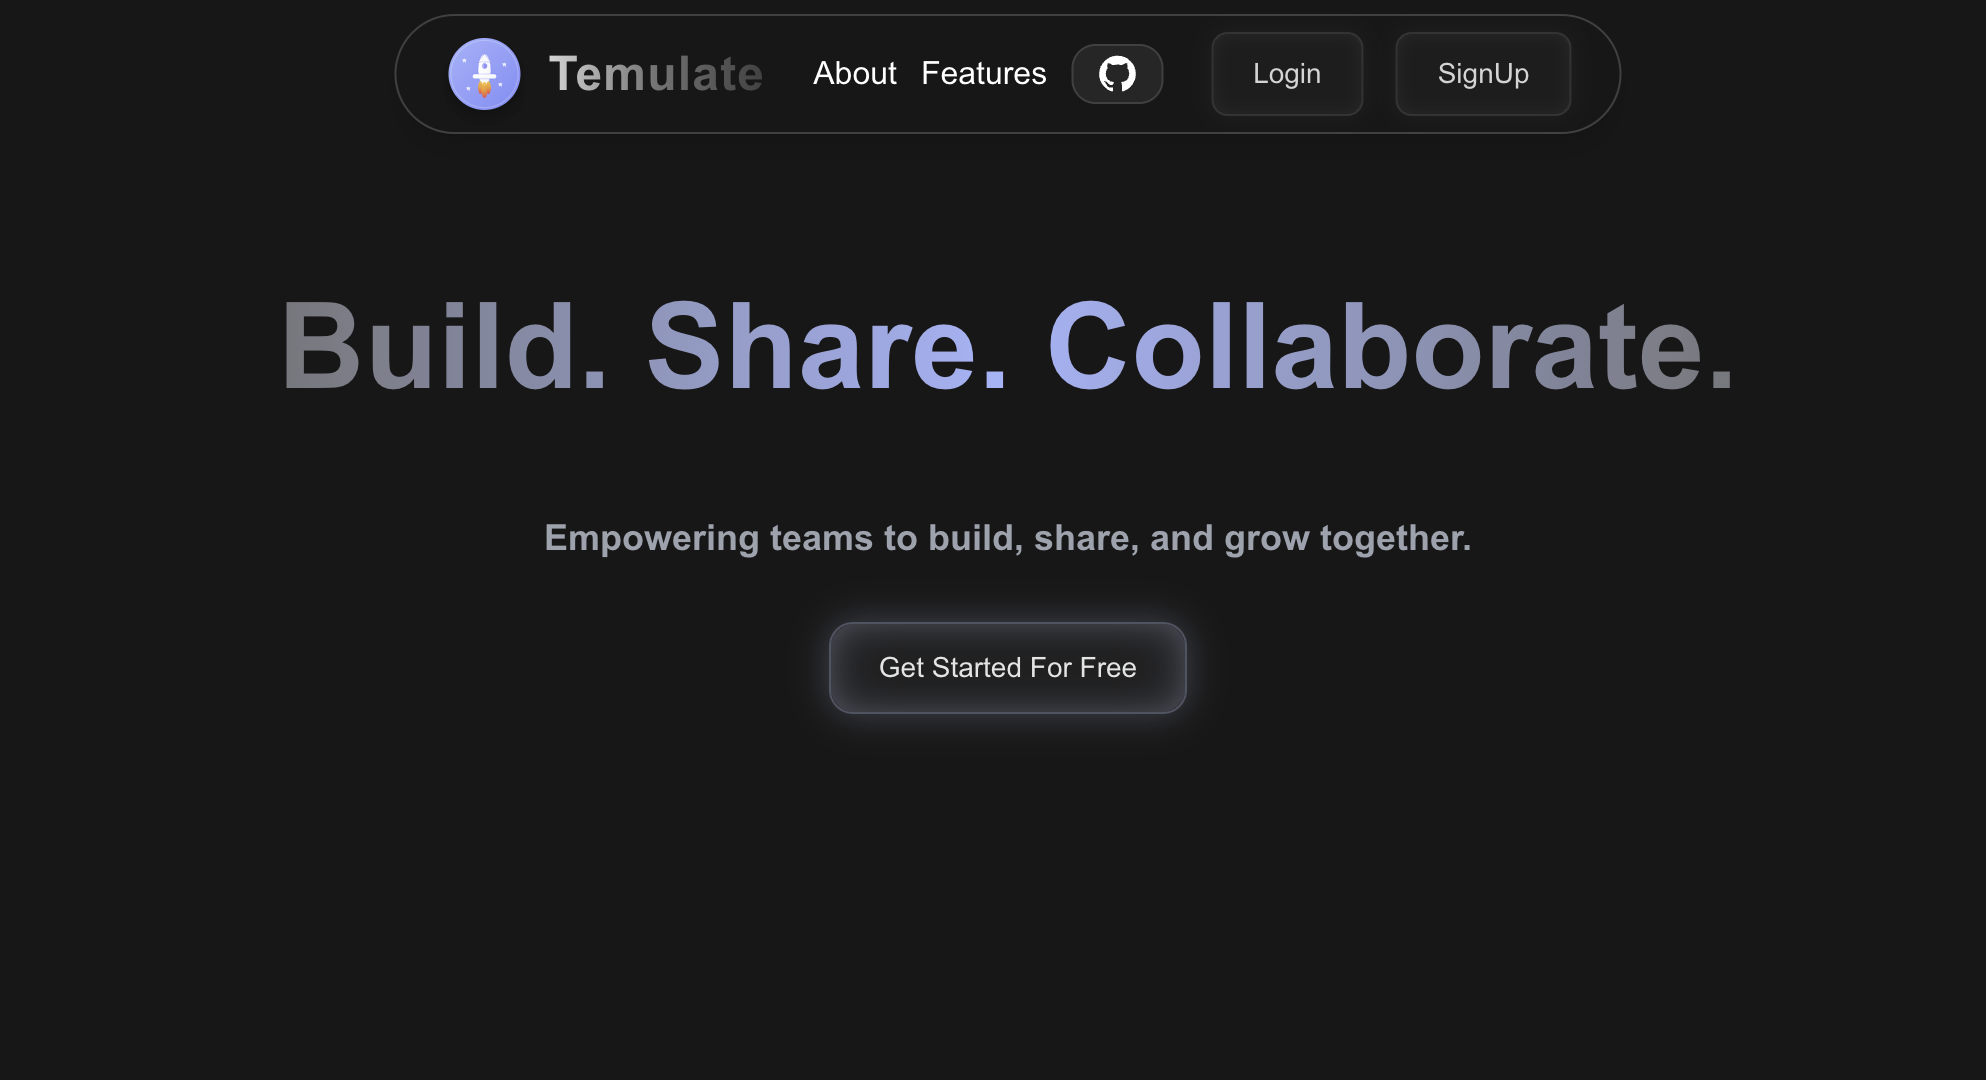 Temulate About Features Login SignUp
Build. Share. Collaborate.
Empowering teams to build, share, and grow together.
Get Started For Free